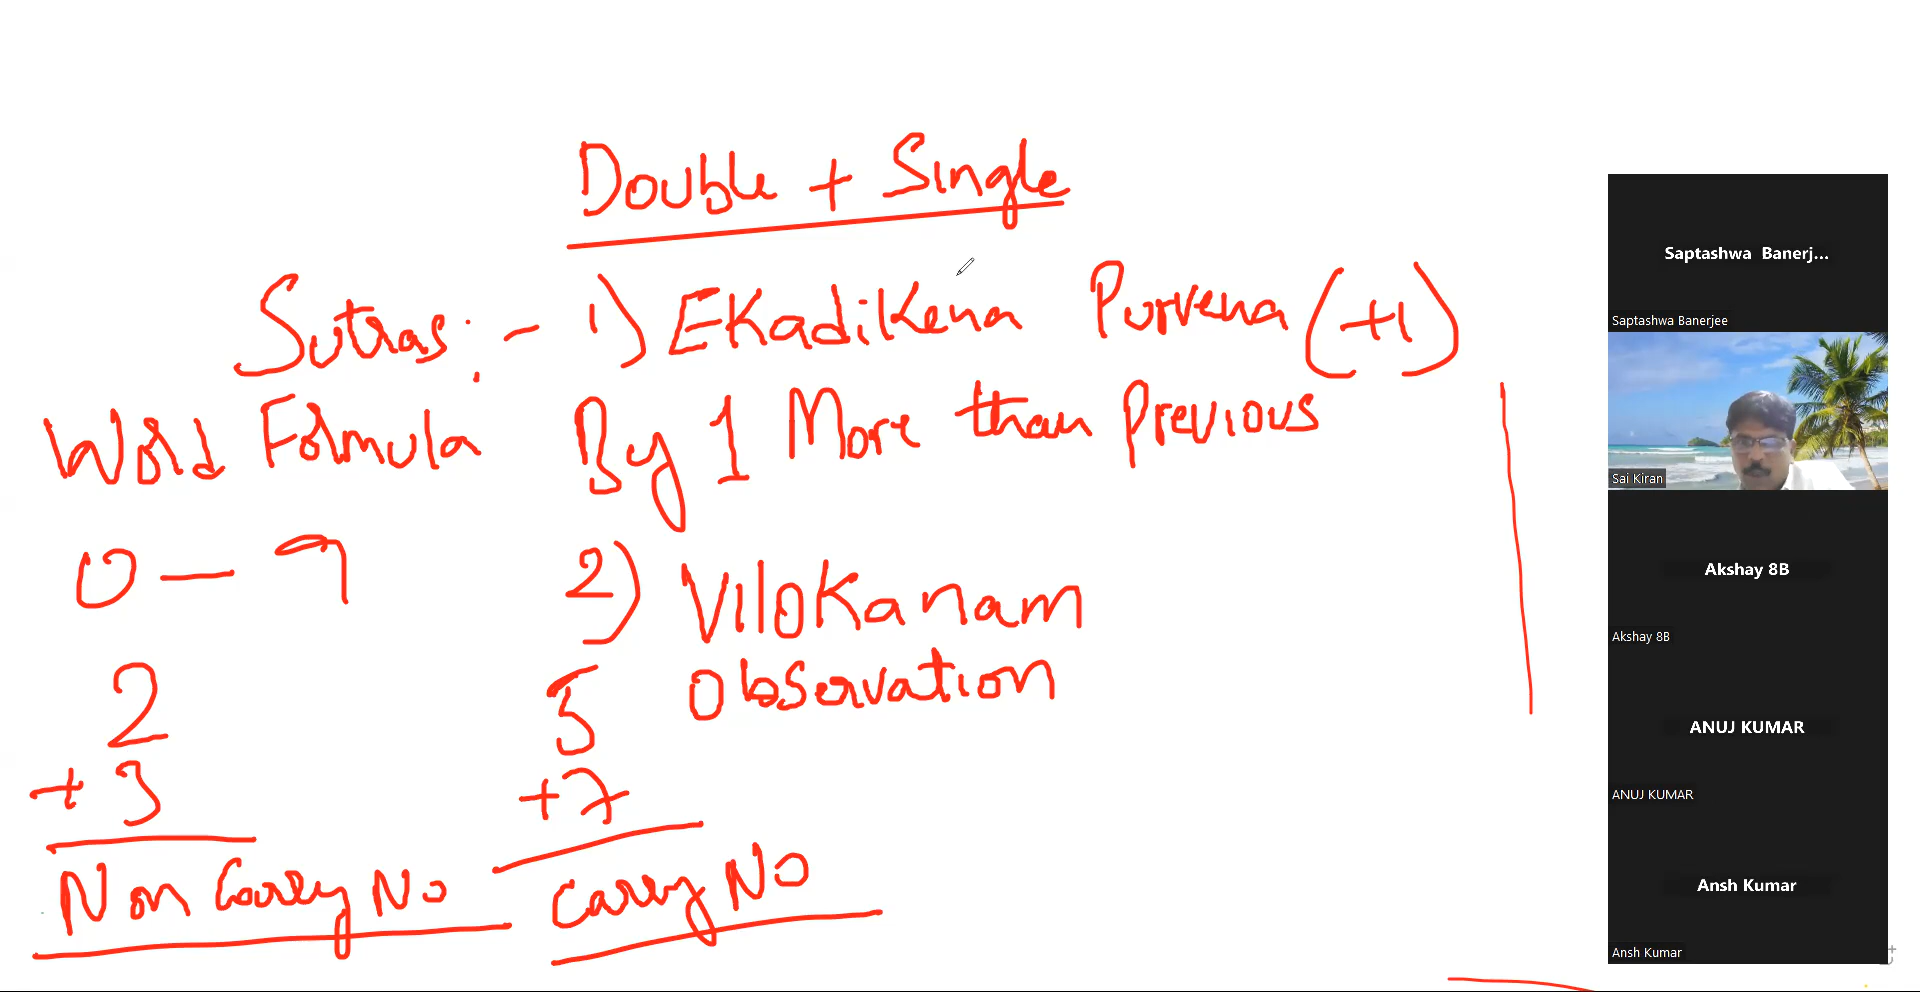 Double + Single
Sutras :- 1) EKadiKena Purvena (+1)
Word Formula By 1 More than Previous
0 - 9 2) ViloKanam
Observation
2 5
+ 3 + 7
Non Carry No Carry No
Saptashwa Banerj...
Saptashwa Banerjee
Sai Kiran
Akshay 8B
Akshay 8B
ANUJ KUMAR
ANUJ KUMAR
Ansh Kumar
Ansh Kumar